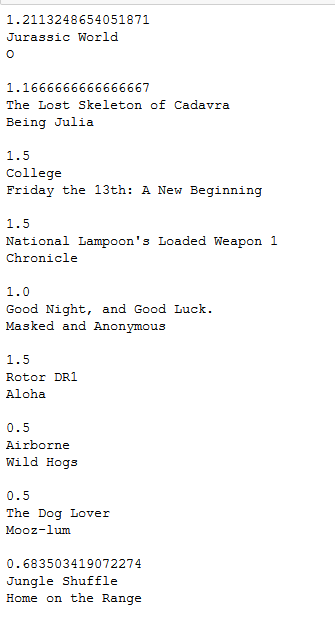 1.2113248654051871
Jurassic World
O
1.1666666666666667
The Lost Skeleton of Cadavra
Being Julia
1.5
College
Friday the 13th: A New Beginning
1.5
National Lampoon's Loaded Weapon 1
Chronicle
1.0
Good Night, and Good Luck.
Masked and Anonymous
1.5
Rotor DR1
Aloha
0.5
Airborne
Wild Hogs
0.5
The Dog Lover
Mooz-lum
0.683503419072274
Jungle Shuffle
Home on the Range